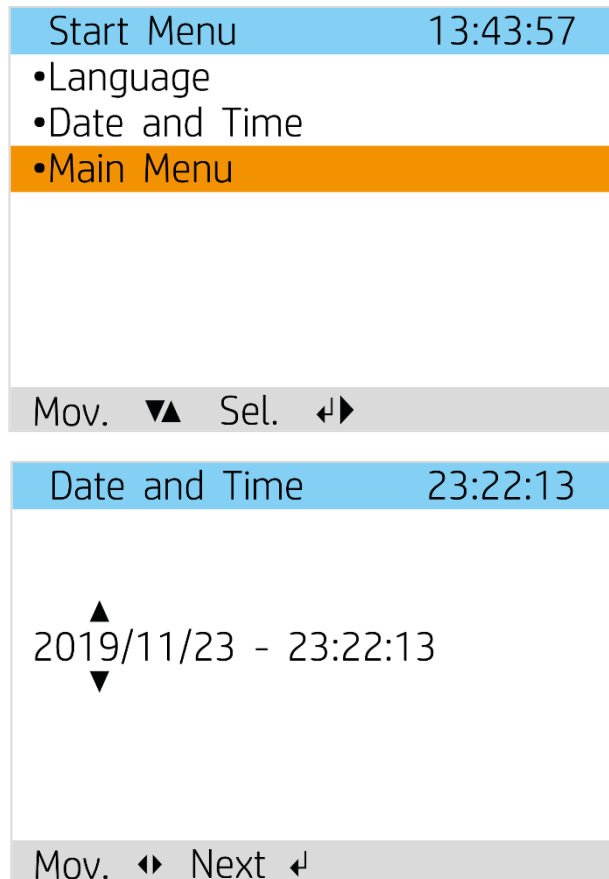 Start Menu 13:43:57
•Language
•Date and Time
•Main Menu
Mov. ▼▲ Sel. ↲▶
Date and Time 23:22:13
▲
2019/11/23 - 23:22:13
▼
Mov. ◀▶ Next ↲